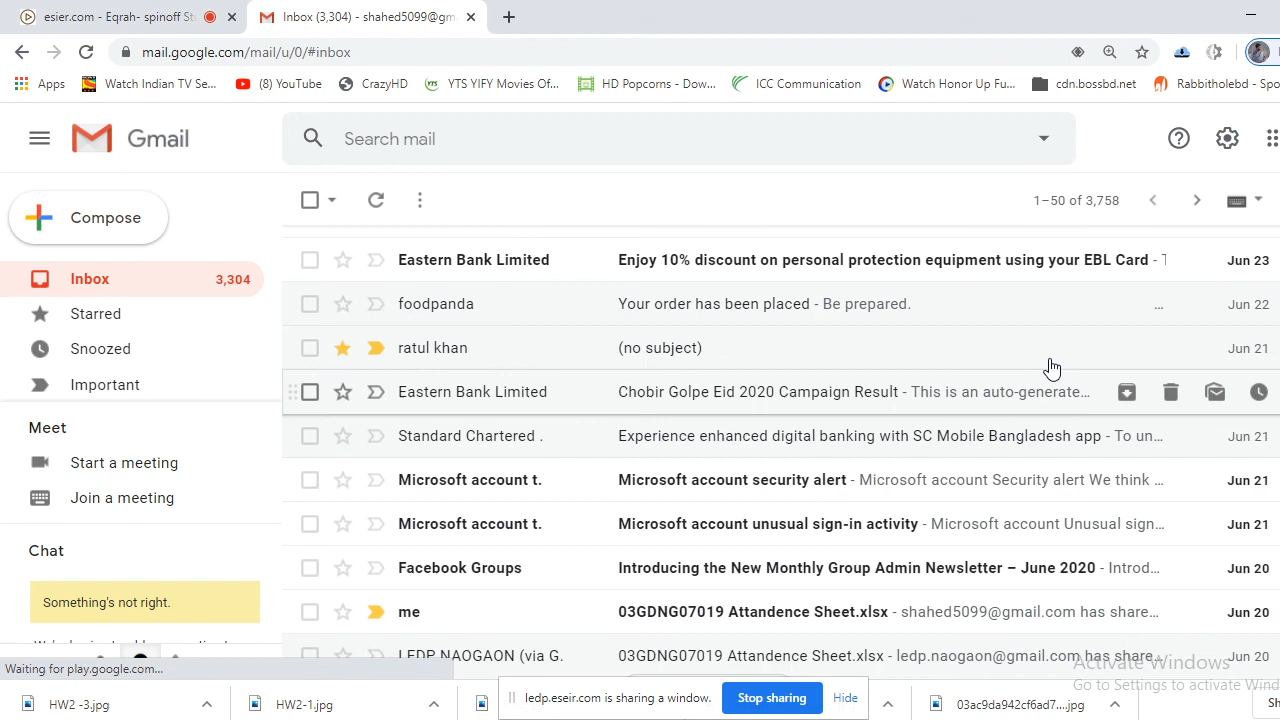 esier.com - Eqrah- spinoff St
Inbox (3,304) - shahed5099@gm
mail.google.com/mail/u/0/#inbox
Apps
Watch Indian TV Se...
(8) YouTube
CrazyHD
YTS YIFY Movies Of...
HD Popcorns - Dow...
ICC Communication
Watch Honor Up Fu...
cdn.bossbd.net
Rabbitholebd - Spo
Gmail
Search mail
Compose
1–50 of 3,758
Inbox 3,304
Starred
Snoozed
Important
Meet
Start a meeting
Join a meeting
Chat
Something's not right.
Eastern Bank Limited Enjoy 10% discount on personal protection equipment using your EBL Card - T Jun 23
foodpanda Your order has been placed - Be prepared. ... Jun 22
ratul khan (no subject) Jun 21
Eastern Bank Limited Chobir Golpe Eid 2020 Campaign Result - This is an auto-generate...
Standard Chartered . Experience enhanced digital banking with SC Mobile Bangladesh app - To un... Jun 21
Microsoft account t. Microsoft account security alert - Microsoft account Security alert We think ... Jun 21
Microsoft account t. Microsoft account unusual sign-in activity - Microsoft account Unusual sign... Jun 21
Facebook Groups Introducing the New Monthly Group Admin Newsletter – June 2020 - Introd... Jun 20
me 03GDNG07019 Attandence Sheet.xlsx - shahed5099@gmail.com has share... Jun 20
LEDP NAOGAON (via G. 03GDNG07019 Attandence Sheet.xlsx - ledp.naogaon@gmail.com has share... Jun 20
Activate Windows
Go to Settings to activate Win
Waiting for play.google.com...
HW2 -3.jpg
HW2-1.jpg
ledp.eseir.com is sharing a window.
Stop sharing
Hide
03ac9da942cf6ad7....jpg
Sh